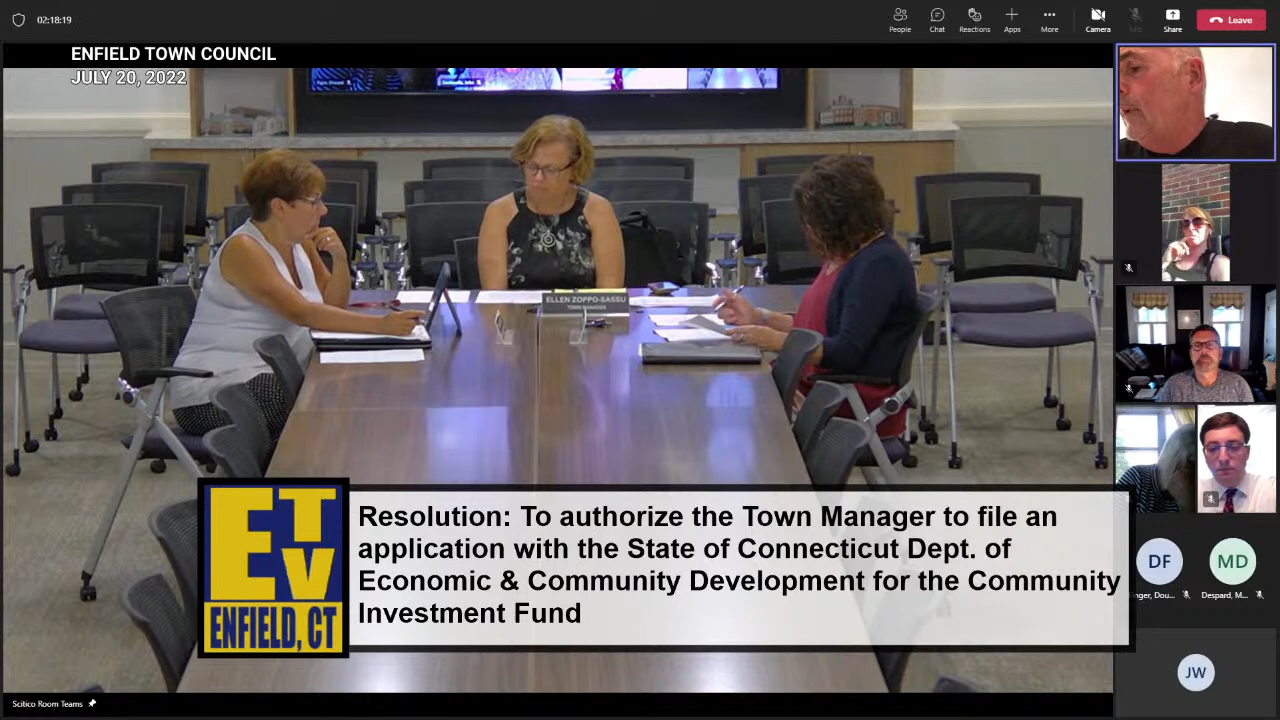 02:18:19
People
Chat
Reactions
Apps
More
Camera
Mic
Share
Leave
ENFIELD TOWN COUNCIL
JULY 20, 2022
ELLEN ZOPPO-SASSU
TOWN MANAGER
E
T
V
ENFIELD, CT
Resolution: To authorize the Town Manager to file an
application with the State of Connecticut Dept. of
Economic & Community Development for the Community
Investment Fund
DF
MD
Despard, M...
JW
Scitico Room Teams